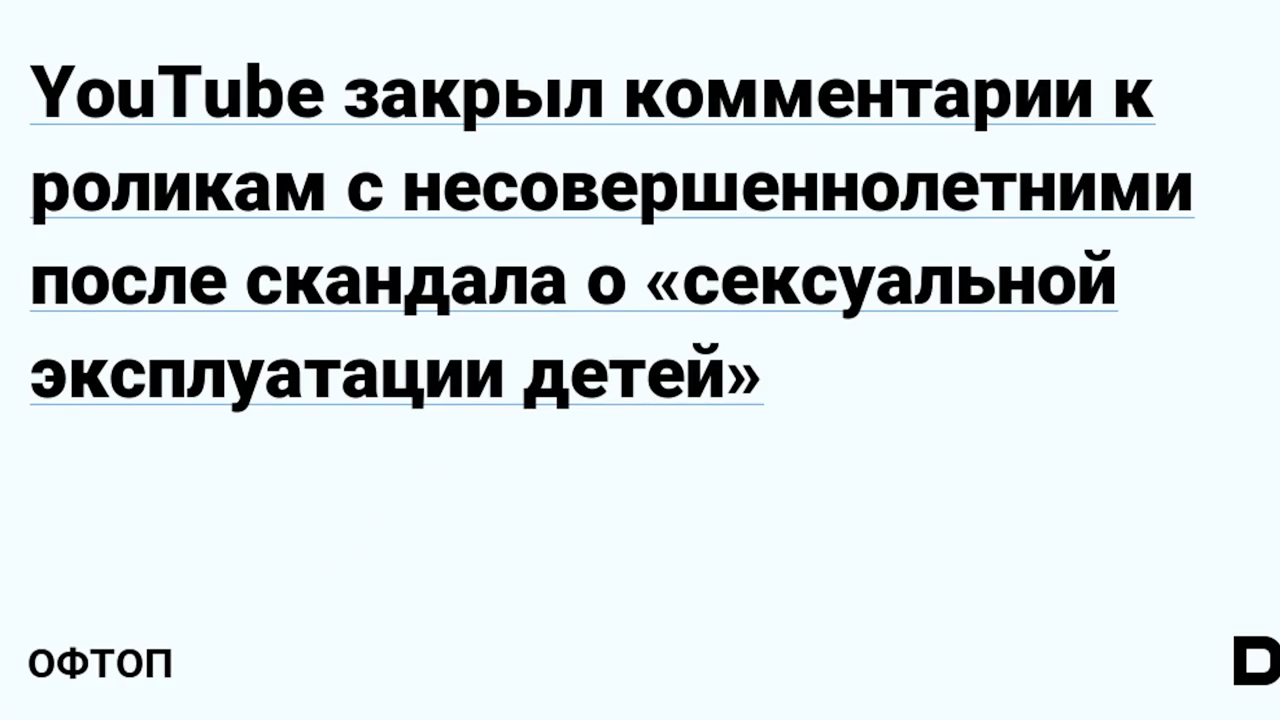 YouTube закрыл комментарии к
роликам с несовершеннолетними
после скандала о «сексуальной
эксплуатации детей»
ОФТОП
D